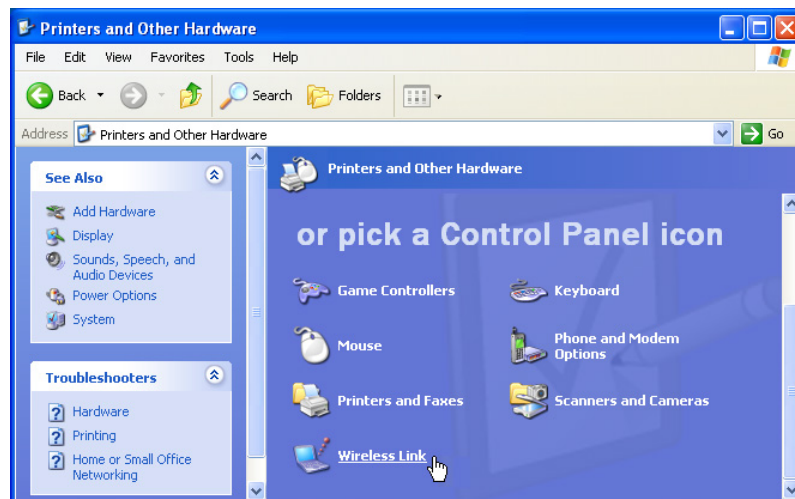 Printers and Other Hardware
File Edit View Favorites Tools Help
Back Search Folders
Address Printers and Other Hardware Go
See Also
Add Hardware
Display
Sounds, Speech, and
Audio Devices
Power Options
System
Troubleshooters
Hardware
Printing
Home or Small Office
Networking
Printers and Other Hardware
or pick a Control Panel icon
Game Controllers
Keyboard
Mouse
Phone and Modem
Options
Printers and Faxes
Scanners and Cameras
Wireless Link